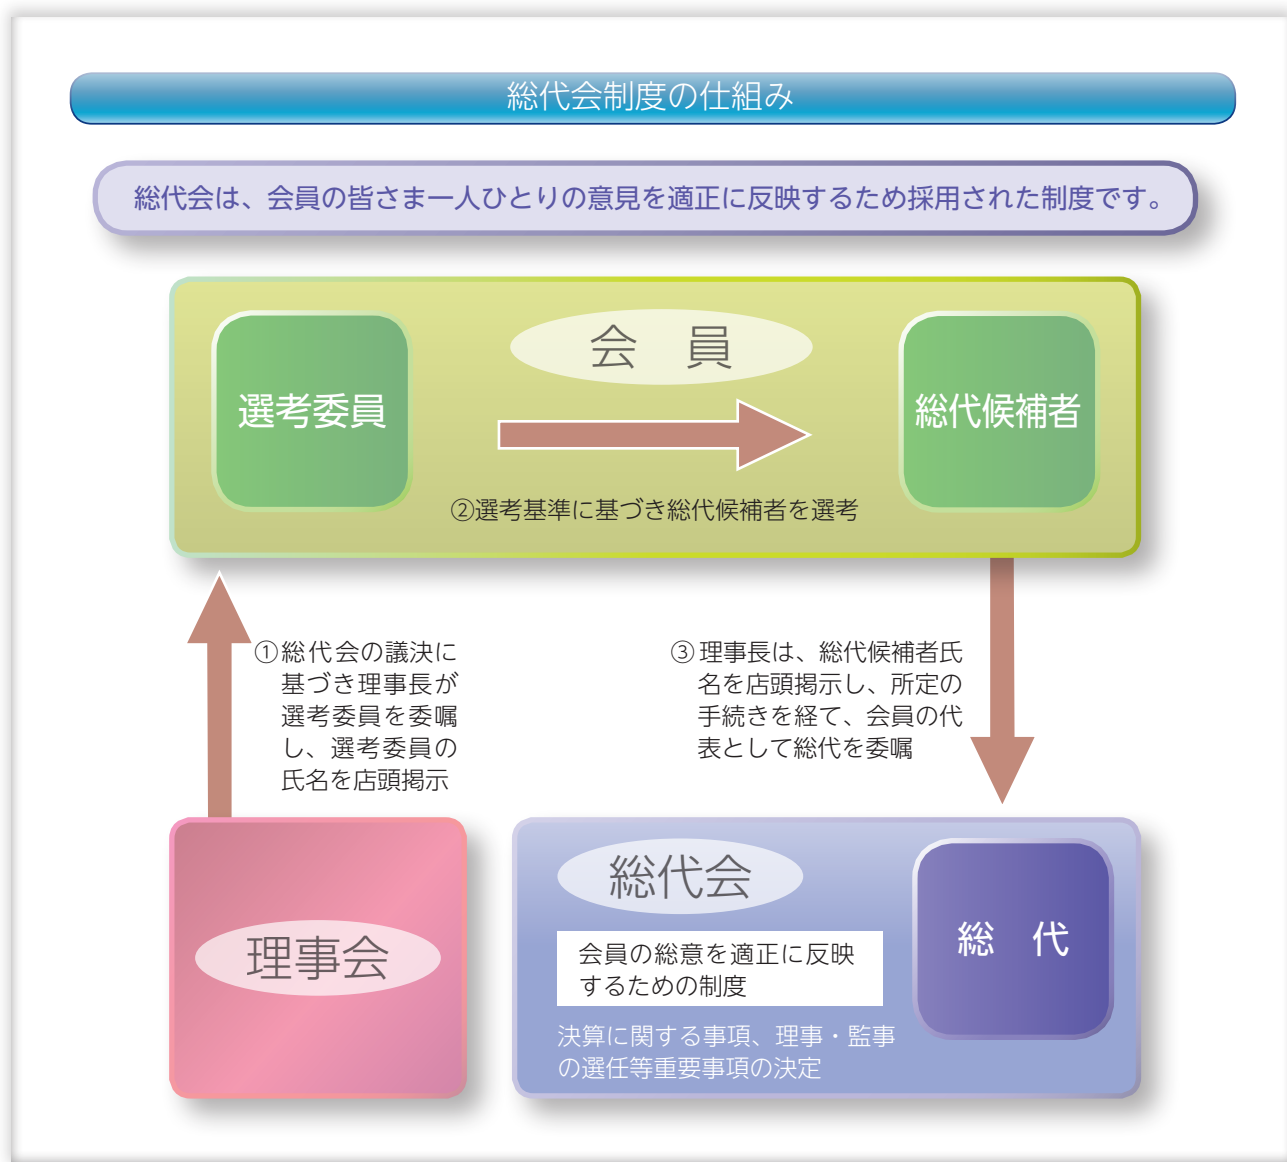 総代会制度の仕組み
総代会は、会員の皆さま一人ひとりの意見を適正に反映するため採用された制度です。
会 員
選考委員
総代候補者
②選考基準に基づき総代候補者を選考
①総代会の議決に
基づき理事長が
選考委員を委嘱
し、選考委員の
氏名を店頭掲示
③理事長は、総代候補者氏
名を店頭掲示し、所定の
手続きを経て、会員の代
表として総代を委嘱
理事会
総代会
会員の総意を適正に反映
するための制度
決算に関する事項、理事・監事
の選任等重要事項の決定
総 代